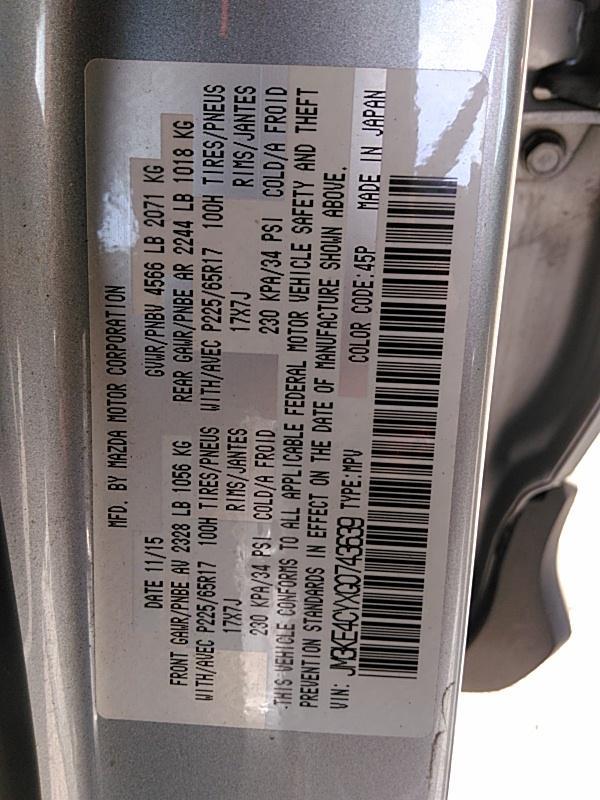 MFD. BY MAZDA MOTOR CORPORATION
DATE 11/15 GVWR/PNBV 4566 LB 2071 KG
FRONT GAWR/PNBE AV 2328 LB 1056 KG REAR GAWR/PNBE AR 2244 LB 1018 KG
WITH/AVEC P225/65R17 100H TIRES/PNEUS WITH/AVEC P225/65R17 100H TIRES/PNEUS
17X7J RIMS/JANTES 17X7J RIMS/JANTES
230 KPA/34 PSI COLD/A FROID 230 KPA/34 PSI COLD/A FROID
THIS VEHICLE CONFORMS TO ALL APPLICABLE FEDERAL MOTOR VEHICLE SAFETY AND THEFT
PREVENTION STANDARDS IN EFFECT ON THE DATE OF MANUFACTURE SHOWN ABOVE.
VIN: JM3KE4CYXG0743639 TYPE:MPV COLOR CODE:45P MADE IN JAPAN